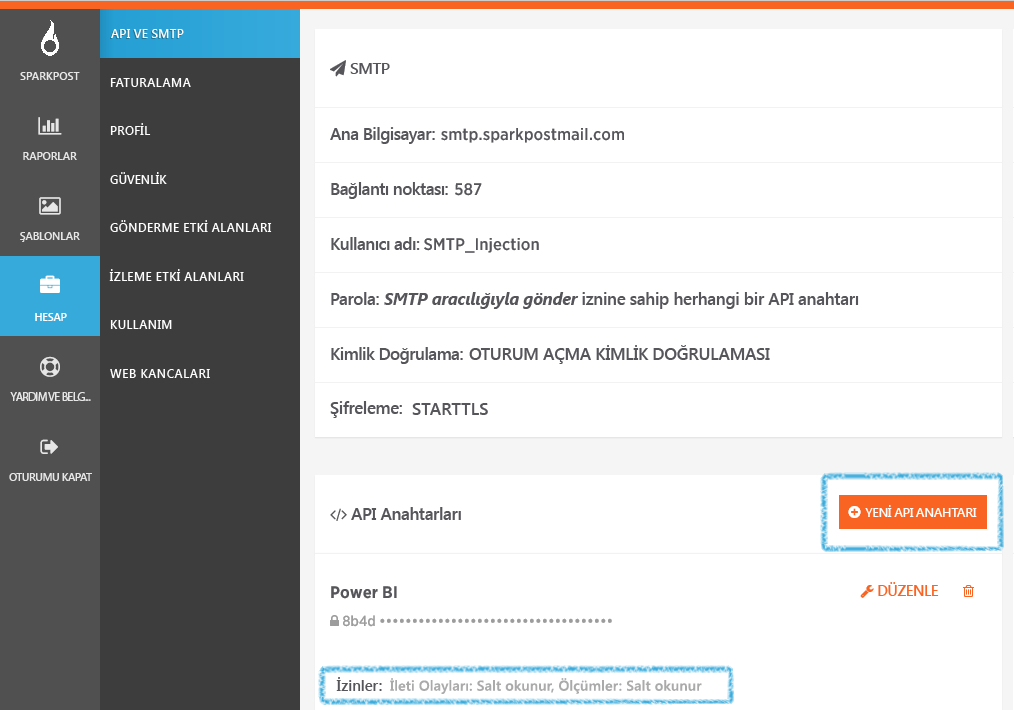 SPARKPOST
RAPORLAR
ŞABLONLAR
HESAP
YARDIM VE BELG...
OTURUMU KAPAT
API VE SMTP
FATURALAMA
PROFİL
GÜVENLİK
GÖNDERME ETKİ ALANLARI
İZLEME ETKİ ALANLARI
KULLANIM
WEB KANCALARI
SMTP
Ana Bilgisayar: smtp.sparkpostmail.com
Bağlantı noktası: 587
Kullanıcı adı: SMTP_Injection
Parola: SMTP aracılığıyla gönder iznine sahip herhangi bir API anahtarı
Kimlik Doğrulama: OTURUM AÇMA KİMLİK DOĞRULAMASI
Şifreleme: STARTTLS
</> API Anahtarları
YENİ API ANAHTARI
Power BI
DÜZENLE
8b4d ••••••••••••••••••••••••••••••••••••
İzinler: İleti Olayları: Salt okunur, Ölçümler: Salt okunur